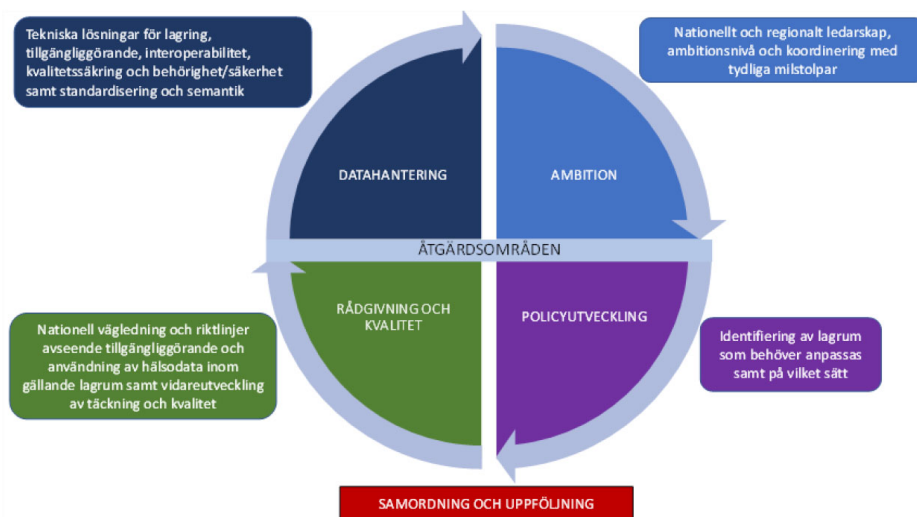 Tekniska lösningar för lagring,
tillgängliggörande, interoperabilitet,
kvalitetssäkring och behörighet/säkerhet
samt standardisering och semantik
Nationellt och regionalt ledarskap,
ambitionsnivå och koordinering med
tydliga milstolpar
DATAHANTERING
AMBITION
ÅTGÄRDSOMRÅDEN
RÅDGIVNING OCH
KVALITET
POLICYUTVECKLING
Nationell vägledning och riktlinjer
avseende tillgängliggörande och
användning av hälsodata inom
gällande lagrum samt vidareutveckling
av täckning och kvalitet
Identifiering av lagrum
som behöver anpassas
samt på vilket sätt
SAMORDNING OCH UPPFÖLJNING